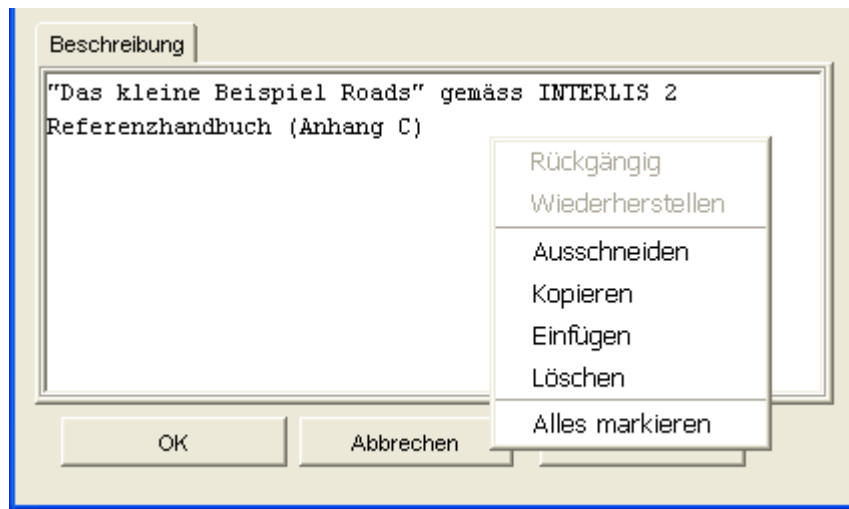 Beschreibung
"Das kleine Beispiel Roads" gemäss INTERLIS 2
Referenzhandbuch (Anhang C)
Rückgängig
Wiederherstellen
Ausschneiden
Kopieren
Einfügen
Löschen
Alles markieren
OK
Abbrechen